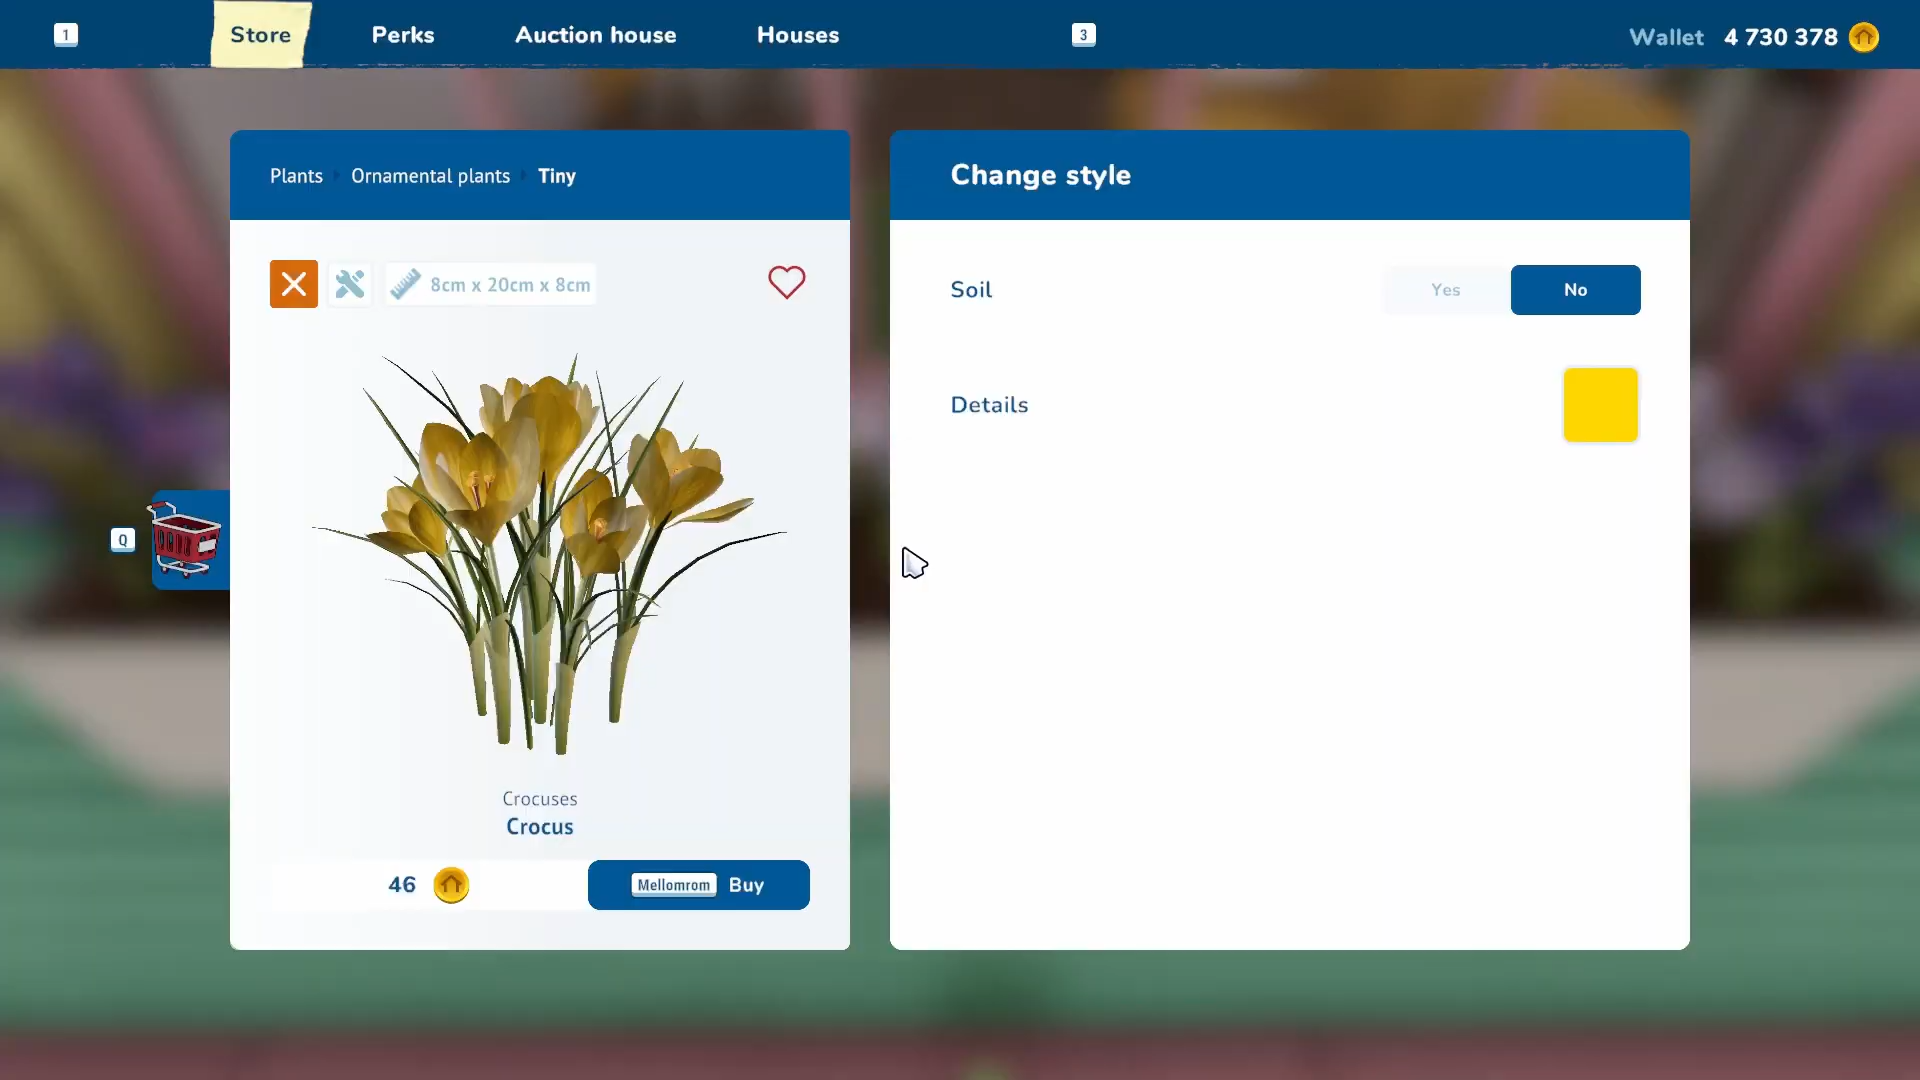 1 Store Perks Auction house Houses 3 Wallet 4 730 378
Plants Ornamental plants Tiny
8cm x 20cm x 8cm
Q
Crocuses
Crocus
46 Mellomrom Buy
Change style
Soil Yes No
Details